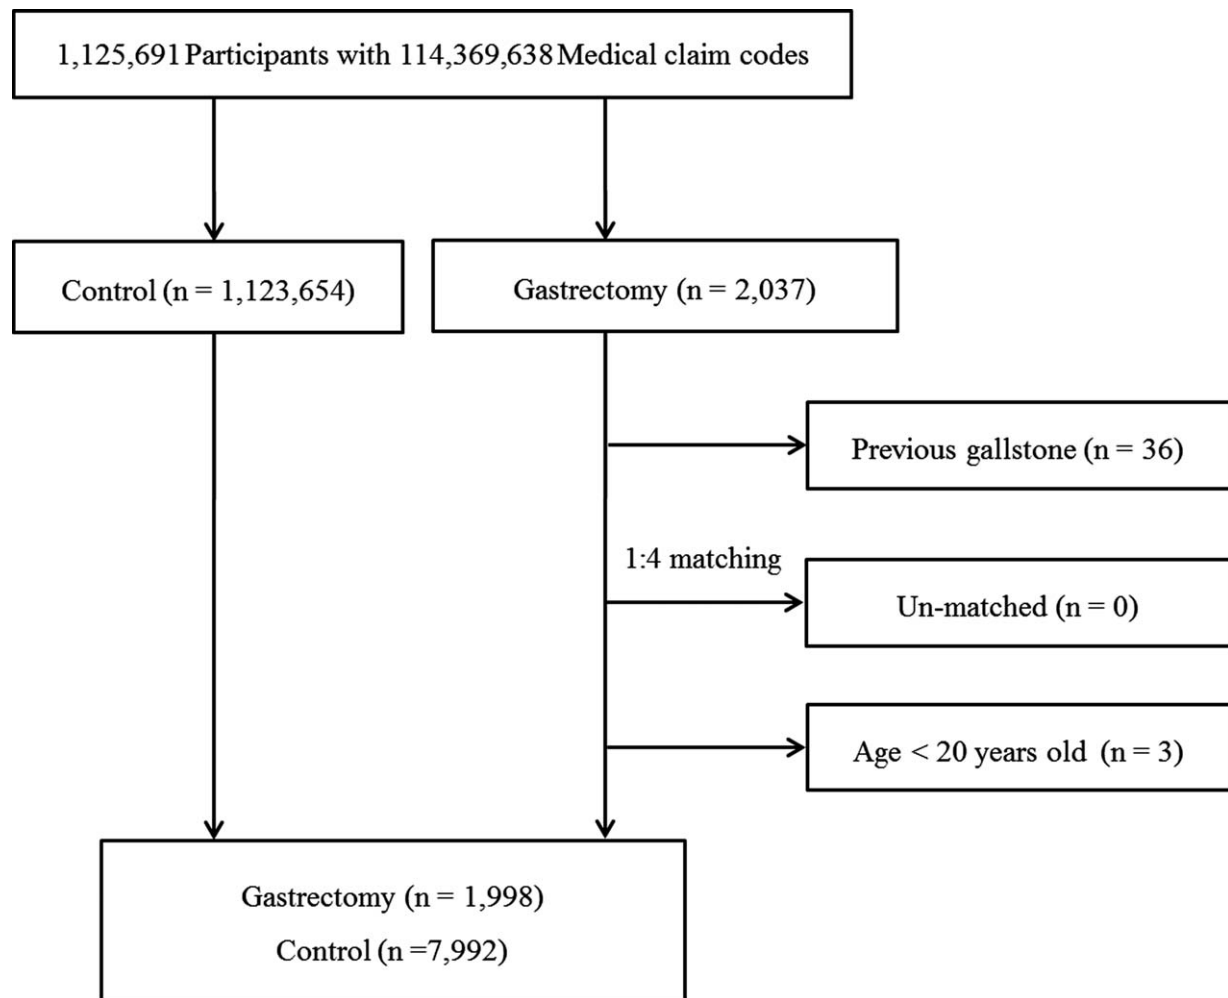 1,125,691 Participants with 114,369,638 Medical claim codes
Control (n = 1,123,654)
Gastrectomy (n = 2,037)
Previous gallstone (n = 36)
1:4 matching
Un-matched (n = 0)
Age < 20 years old (n = 3)
Gastrectomy (n = 1,998)
Control (n =7,992)